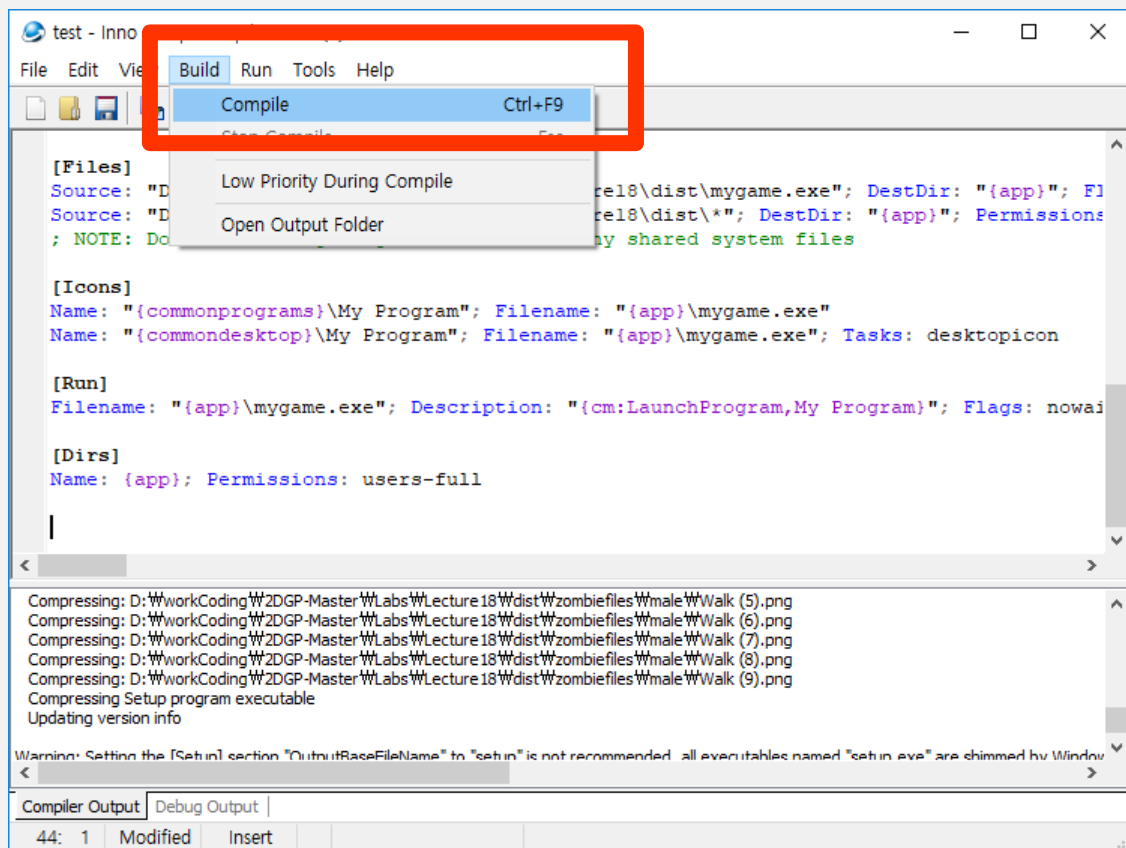 test - Inno
File Edit Vie Build Run Tools Help
Compile Ctrl+F9
Low Priority During Compile
Open Output Folder
[Files]
Source: "D re18\dist\mygame.exe"; DestDir: "{app}"; Fl
Source: "D re18\dist\*"; DestDir: "{app}"; Permissions
; NOTE: Do ny shared system files
[Icons]
Name: "{commonprograms}\My Program"; Filename: "{app}\mygame.exe"
Name: "{commondesktop}\My Program"; Filename: "{app}\mygame.exe"; Tasks: desktopicon
[Run]
Filename: "{app}\mygame.exe"; Description: "{cm:LaunchProgram,My Program}"; Flags: nowai
[Dirs]
Name: {app}; Permissions: users-full
Compressing: D:₩workCoding₩2DGP-Master₩Labs₩Lecture18₩dist₩zombiefiles₩male₩Walk (5).png
Compressing: D:₩workCoding₩2DGP-Master₩Labs₩Lecture18₩dist₩zombiefiles₩male₩Walk (6).png
Compressing: D:₩workCoding₩2DGP-Master₩Labs₩Lecture18₩dist₩zombiefiles₩male₩Walk (7).png
Compressing: D:₩workCoding₩2DGP-Master₩Labs₩Lecture18₩dist₩zombiefiles₩male₩Walk (8).png
Compressing: D:₩workCoding₩2DGP-Master₩Labs₩Lecture18₩dist₩zombiefiles₩male₩Walk (9).png
Compressing Setup program executable
Updating version info
Warning: Setting the [Setup] section "OutputBaseFileName" to "setup" is not recommended, all executables named "setup.exe" are shimmed by Window
Compiler Output Debug Output
44: 1 Modified Insert